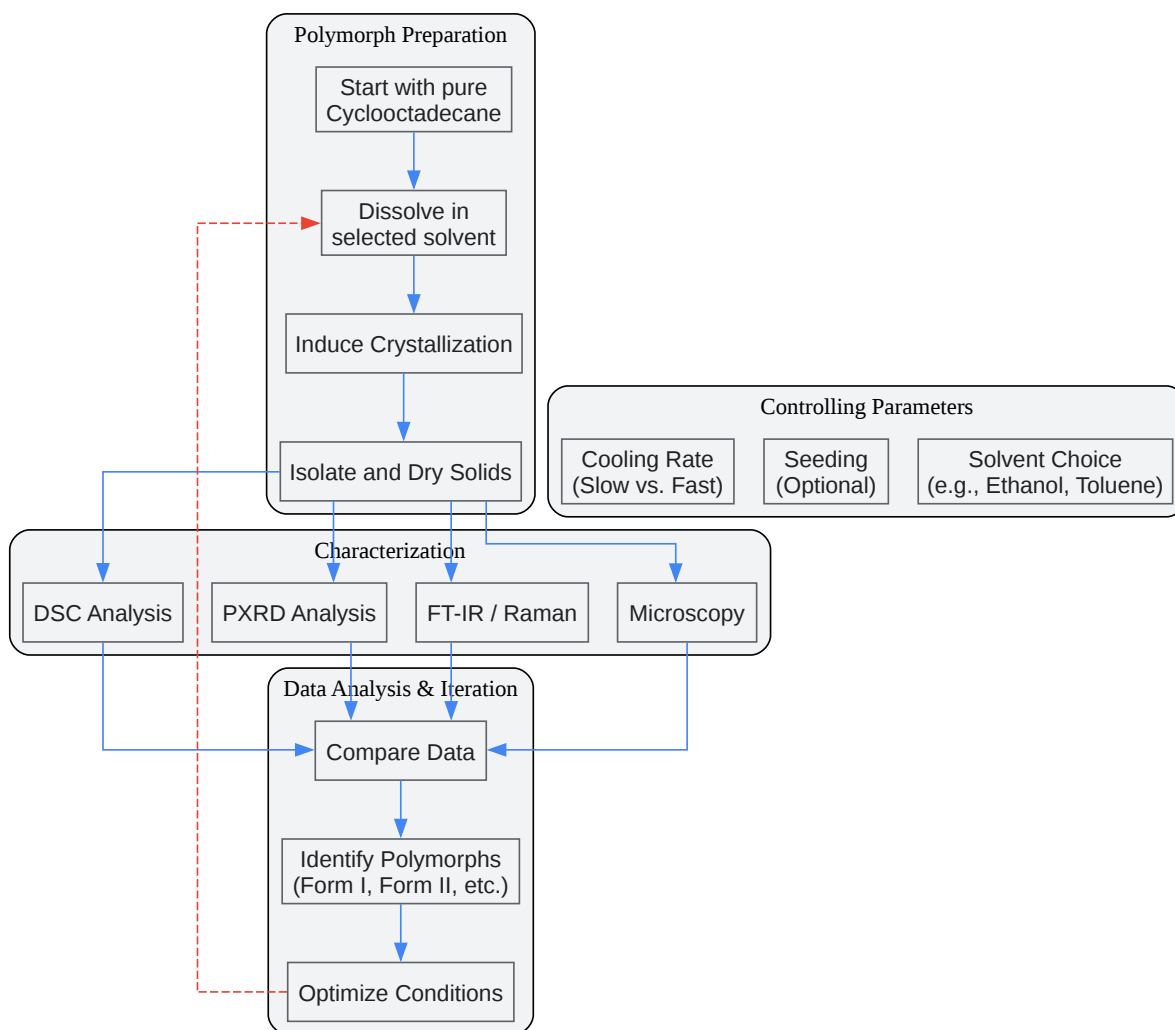 Polymorph Preparation
Start with pure
Cyclooctadecane
Dissolve in
selected solvent
Induce Crystallization
Isolate and Dry Solids
Controlling Parameters
Cooling Rate
(Slow vs. Fast)
Seeding
(Optional)
Solvent Choice
(e.g., Ethanol, Toluene)
Characterization
DSC Analysis
PXRD Analysis
FT-IR / Raman
Microscopy
Data Analysis & Iteration
Compare Data
Identify Polymorphs
(Form I, Form II, etc.)
Optimize Conditions